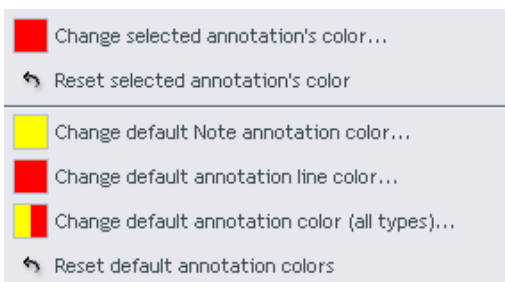 Change selected annotation's color...
Reset selected annotation's color
Change default Note annotation color...
Change default annotation line color...
Change default annotation color (all types)...
Reset default annotation colors